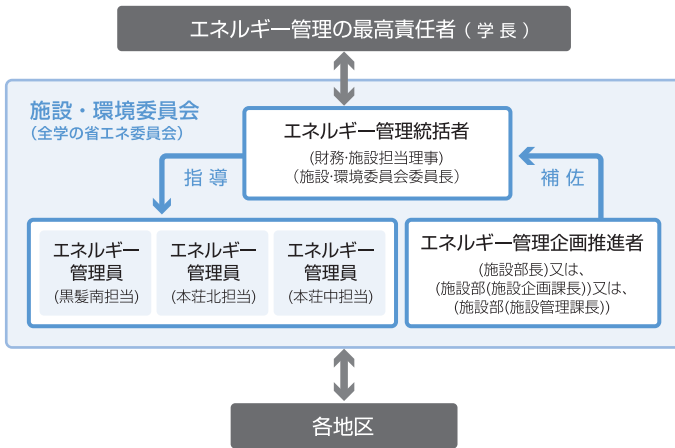 エネルギー管理の最高責任者(学長)
施設・環境委員会
(全学の省エネ委員会)
エネルギー管理統括者
(財務・施設担当理事)
(施設・環境委員会委員長)
指導
補佐
エネルギー
管理員
(黒髪南担当)
エネルギー
管理員
(本荘北担当)
エネルギー
管理員
(本荘中担当)
エネルギー管理企画推進者
(施設部長)又は、
(施設部(施設企画課長))又は、
(施設部(施設管理課長))
各地区